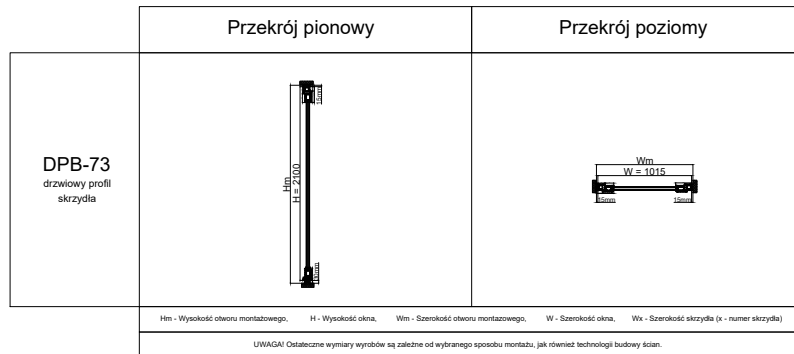 Przekrój pionowy
Przekrój poziomy
DPB-73
drzwiowy profil
skrzydła
15mm
Hm
H = 2100
Wm
W = 1015
15mm
15mm
Hm - Wysokość otworu montażowego, H - Wysokość okna, Wm - Szerokość otworu montazowego, W - Szerokość okna, Wx - Szerokość skrzydła (x - numer skrzydła)
UWAGA! Ostateczne wymiary wyrobów są zależne od wybranego sposobu montażu, jak również technologii budowy ścian.